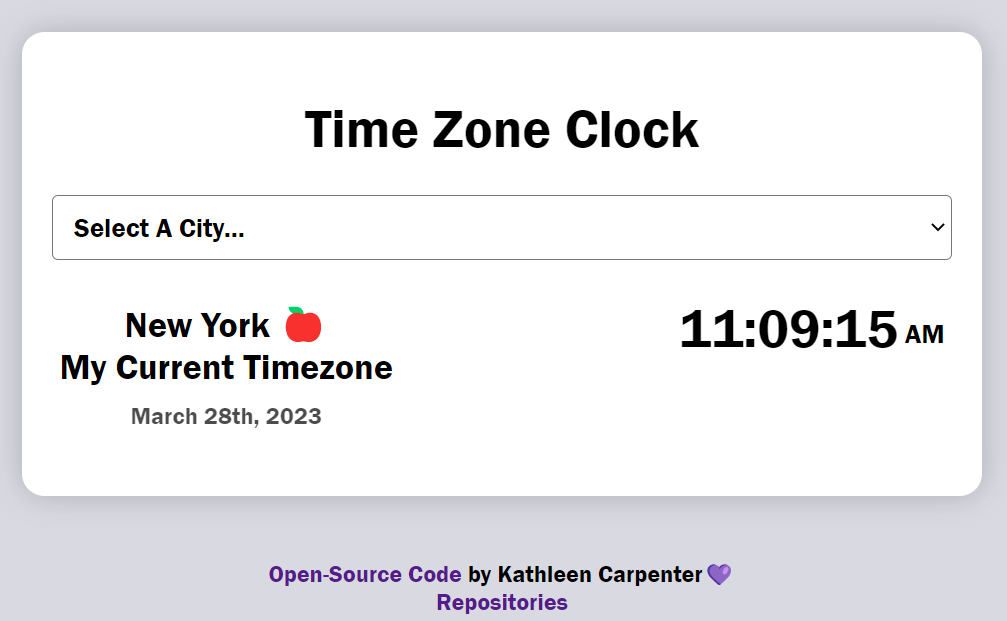 Time Zone Clock
Select A City...
New York 🍎
My Current Timezone
March 28th, 2023
11:09:15 AM
Open-Source Code by Kathleen Carpenter 💜
Repositories